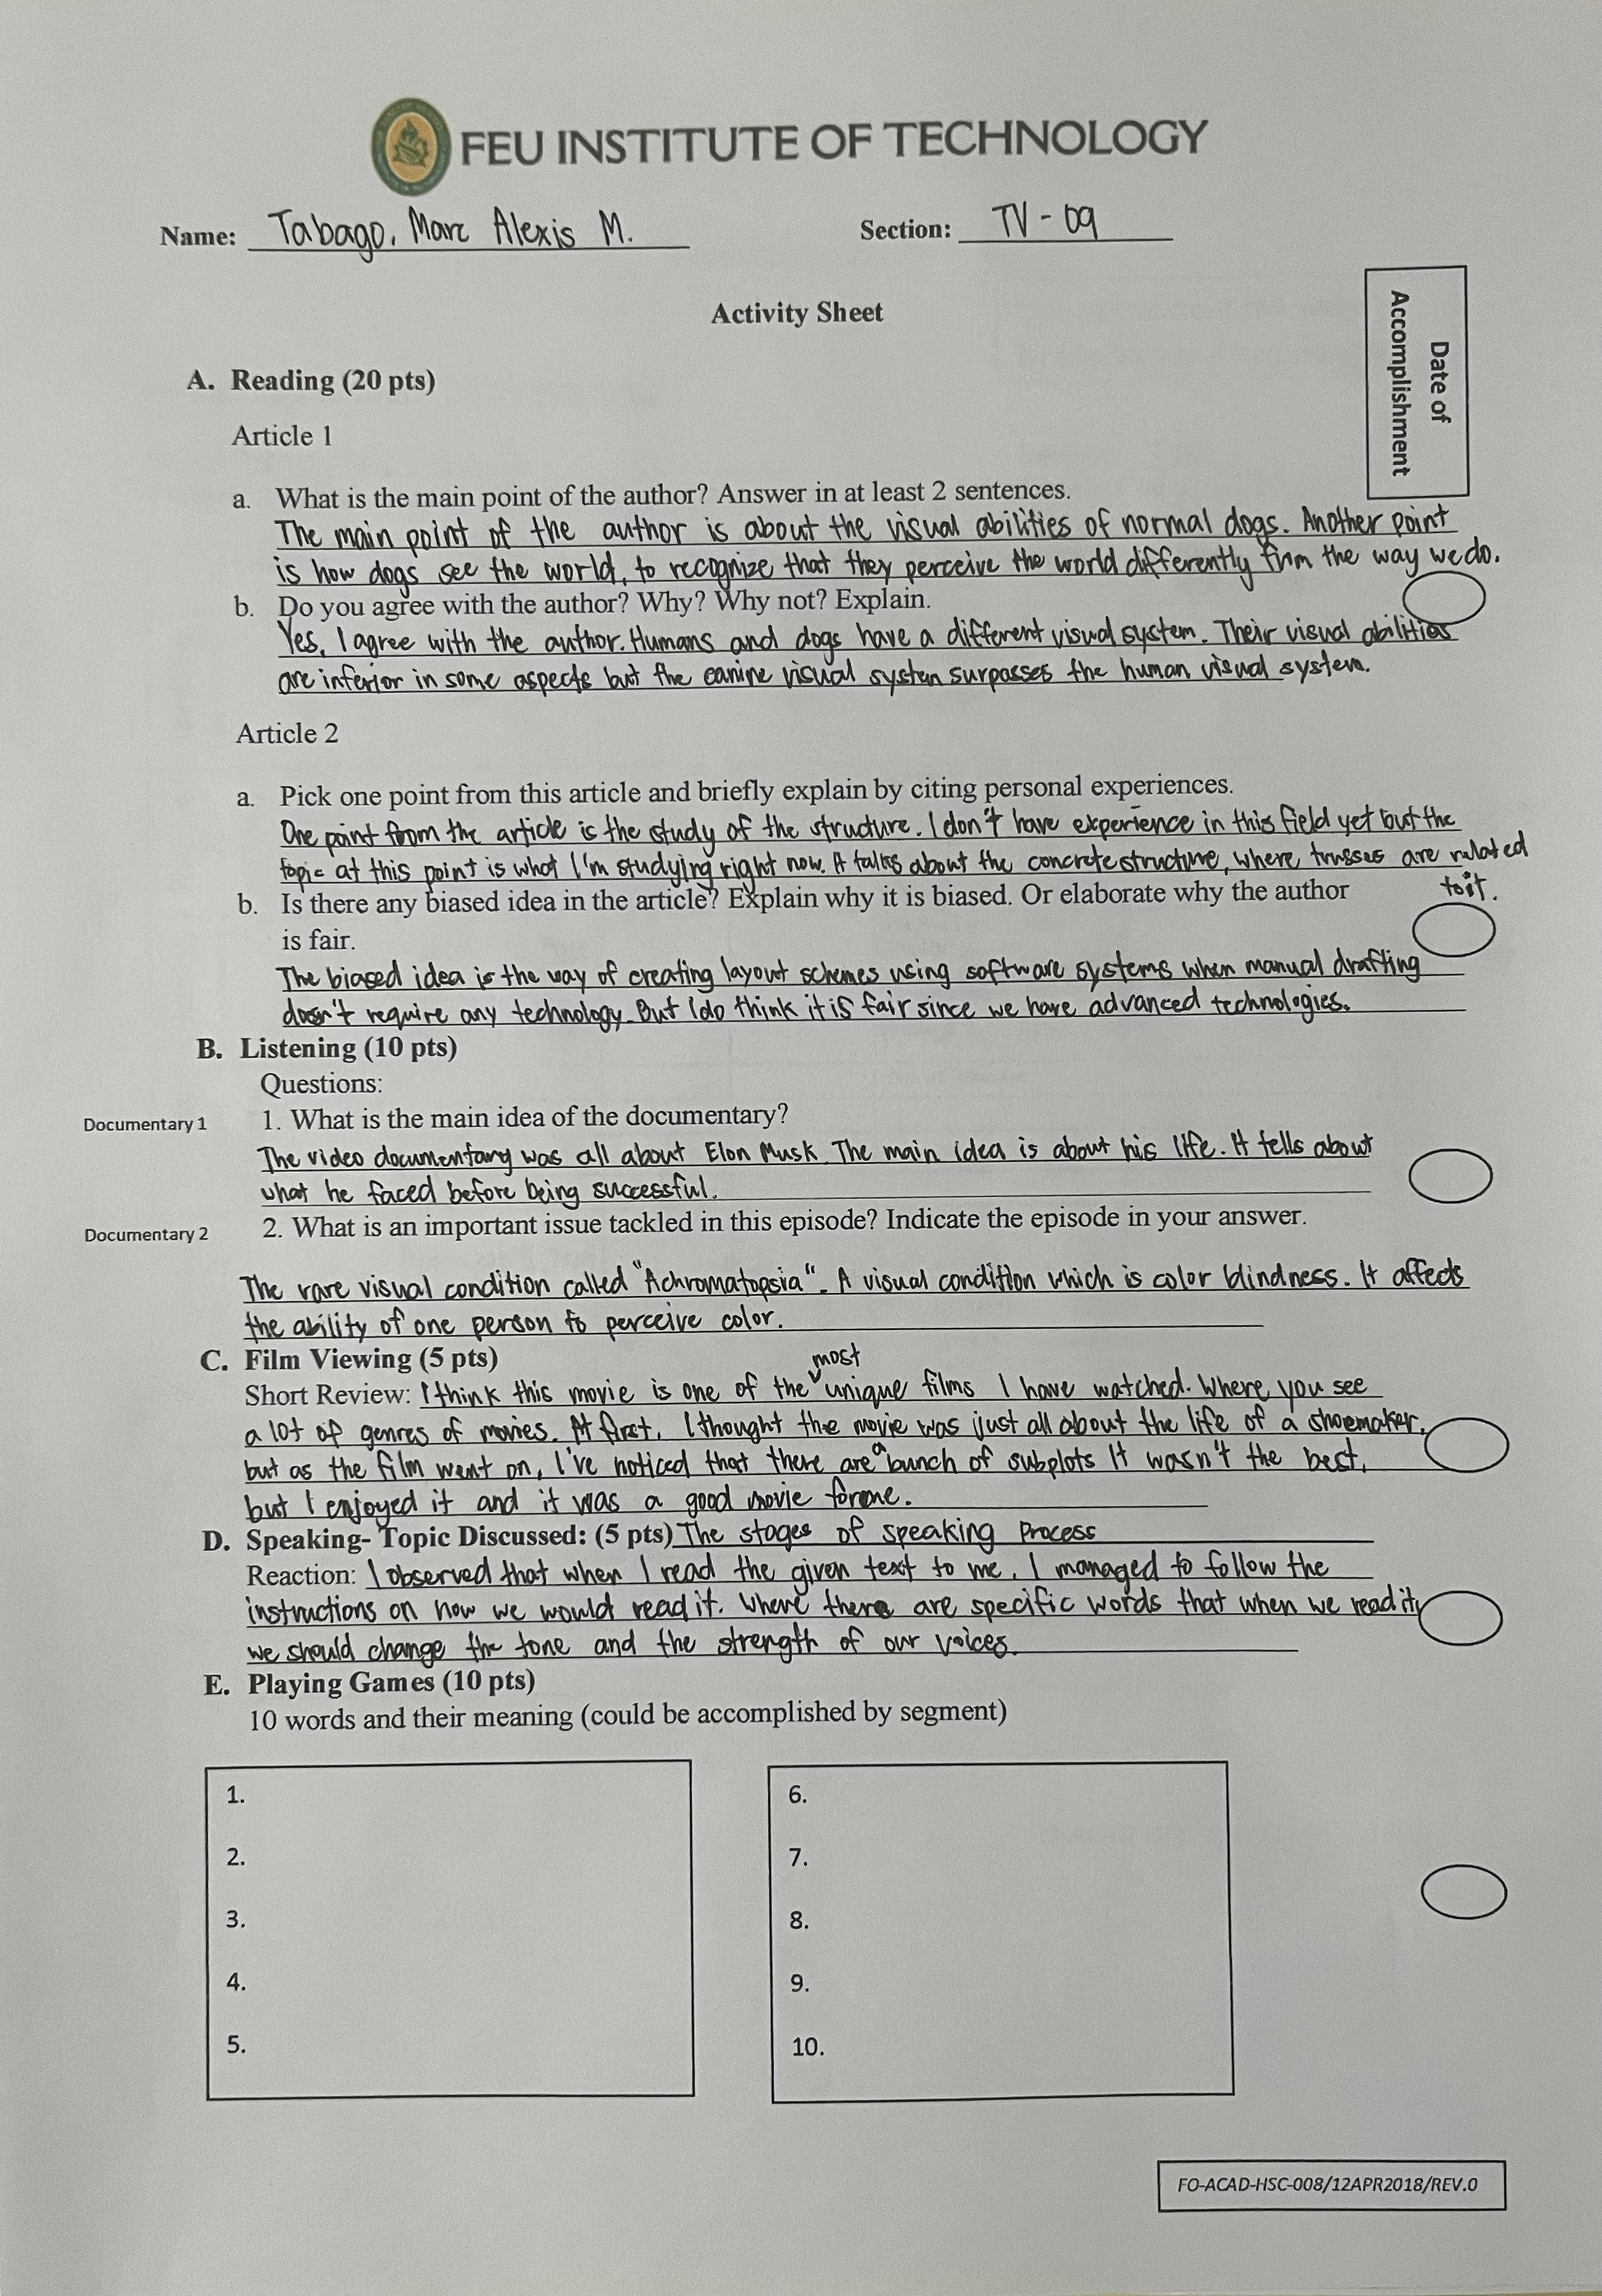 FEU INSTITUTE OF TECHNOLOGY
Name: Tabago, Marc Alexis M.
Section: TV - 09
Activity Sheet
Date of
Accomplishment
A. Reading (20 pts)
Article 1
a. What is the main point of the author? Answer in at least 2 sentences.
The main point of the author is about the visual abilities of normal dogs. Another point
is how dogs see the world, to recognize that they perceive the world differently from the way we do.
b. Do you agree with the author? Why? Why not? Explain.
Yes, I agree with the author. Humans and dogs have a different visual system. Their visual abilities
are inferior in some aspects but the canine visual system surpasses the human visual system.
Article 2
a. Pick one point from this article and briefly explain by citing personal experiences.
One point from the article is the study of the structure. I don't have experience in this field yet but the
topic at this point is what I'm studying right now. It talks about the concrete structure, where trusses are related
to it.
b. Is there any biased idea in the article? Explain why it is biased. Or elaborate why the author
is fair.
The biased idea is the way of creating layout schemes using software systems when manual drafting
doesn't require any technology. But I do think it is fair since we have advanced technologies.
B. Listening (10 pts)
Questions:
Documentary 1
1. What is the main idea of the documentary?
The video documentary was all about Elon Musk. The main idea is about his life. It tells about
what he faced before being successful.
Documentary 2
2. What is an important issue tackled in this episode? Indicate the episode in your answer.
The rare visual condition called "Achromatopsia". A visual condition which is color blindness. It affects
the ability of one person to perceive color.
C. Film Viewing (5 pts)
Short Review: I think this movie is one of the most unique films I have watched. Where you see
a lot of genres of movies. At first, I thought the movie was just all about the life of a shoemaker,
but as the film went on, I've noticed that there are a bunch of subplots It wasn't the best,
but I enjoyed it and it was a good movie for me.
D. Speaking- Topic Discussed: (5 pts) The stages of speaking Process
Reaction: I observed that when I read the given text to me, I managed to follow the
instructions on how we would read it. Where there are specific words that when we read it,
we should change the tone and the strength of our voices.
E. Playing Games (10 pts)
10 words and their meaning (could be accomplished by segment)
1.
2.
3.
4.
5.
6.
7.
8.
9.
10.
FO-ACAD-HSC-008/12APR2018/REV.0